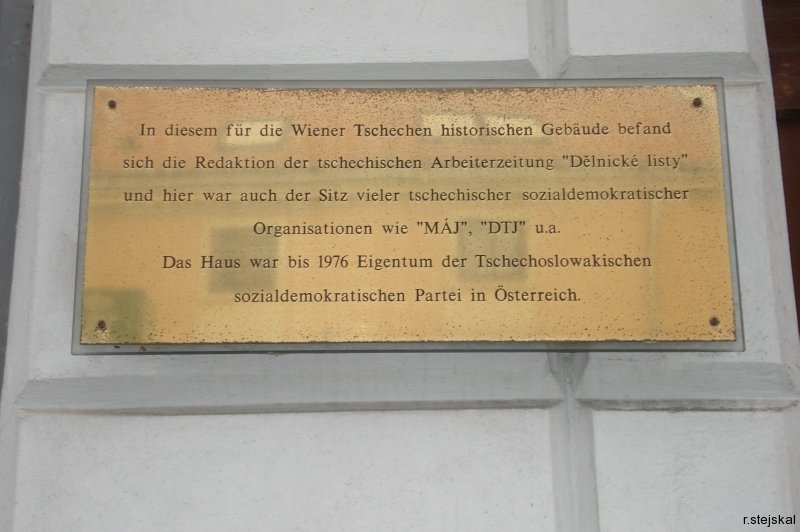 In diesem für die Wiener Tschechen historischen Gebäude befand
sich die Redaktion der tschechischen Arbeiterzeitung "Dělnické listy"
und hier war auch der Sitz vieler tschechischer sozialdemokratischer
Organisationen wie "MÁJ", "DTJ" u.a.
Das Haus war bis 1976 Eigentum der Tschechoslowakischen
sozialdemokratischen Partei in Österreich.
r.stejskal